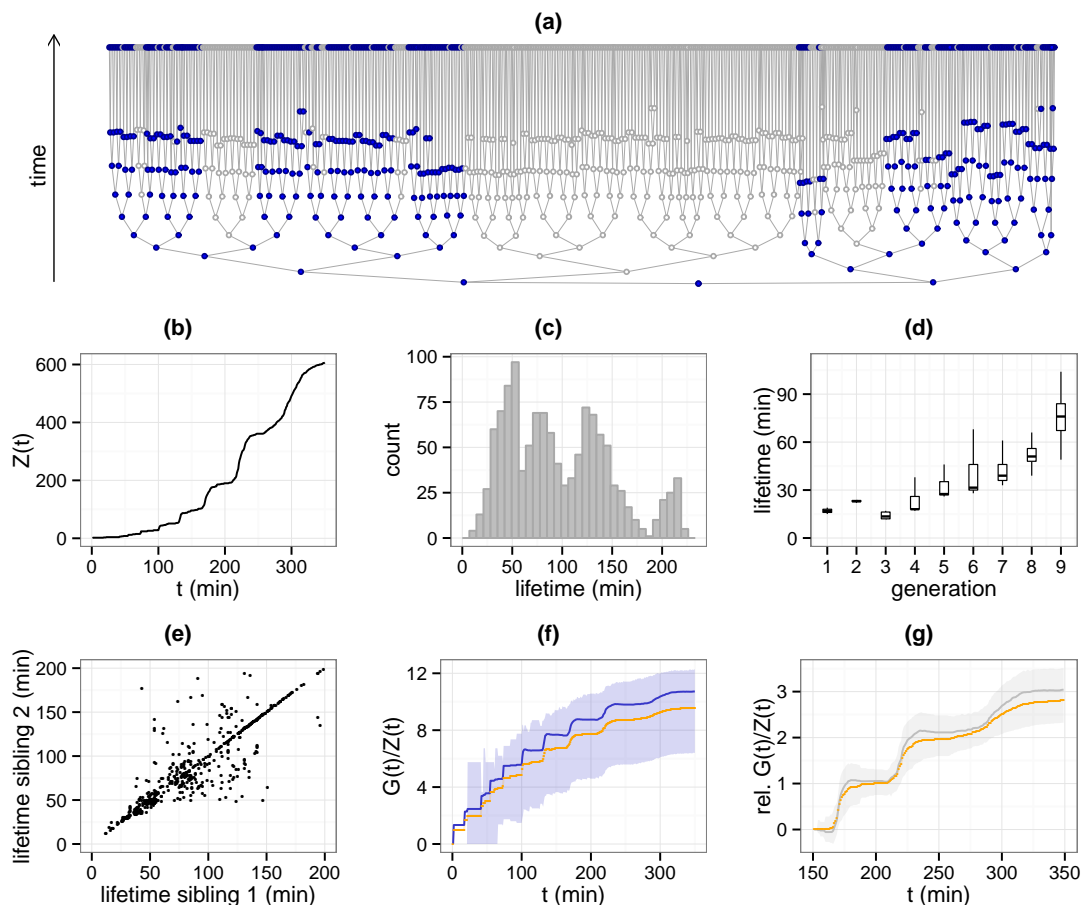 (a)
time
(b)
(c)
(d)
600
400
200
0
Z(t)
0 100 200 300
t (min)
100
75
50
25
0
count
0 50 100 150 200
lifetime (min)
90
60
30
0
lifetime (min)
1 2 3 4 5 6 7 8 9
generation
(e)
(f)
(g)
200
150
100
50
0
lifetime sibling 2 (min)
0 50 100 150 200
lifetime sibling 1 (min)
12
8
4
0
G(t)/Z(t)
0 100 200 300
t (min)
3
2
1
0
rel. G(t)/Z(t)
150 200 250 300 350
t (min)